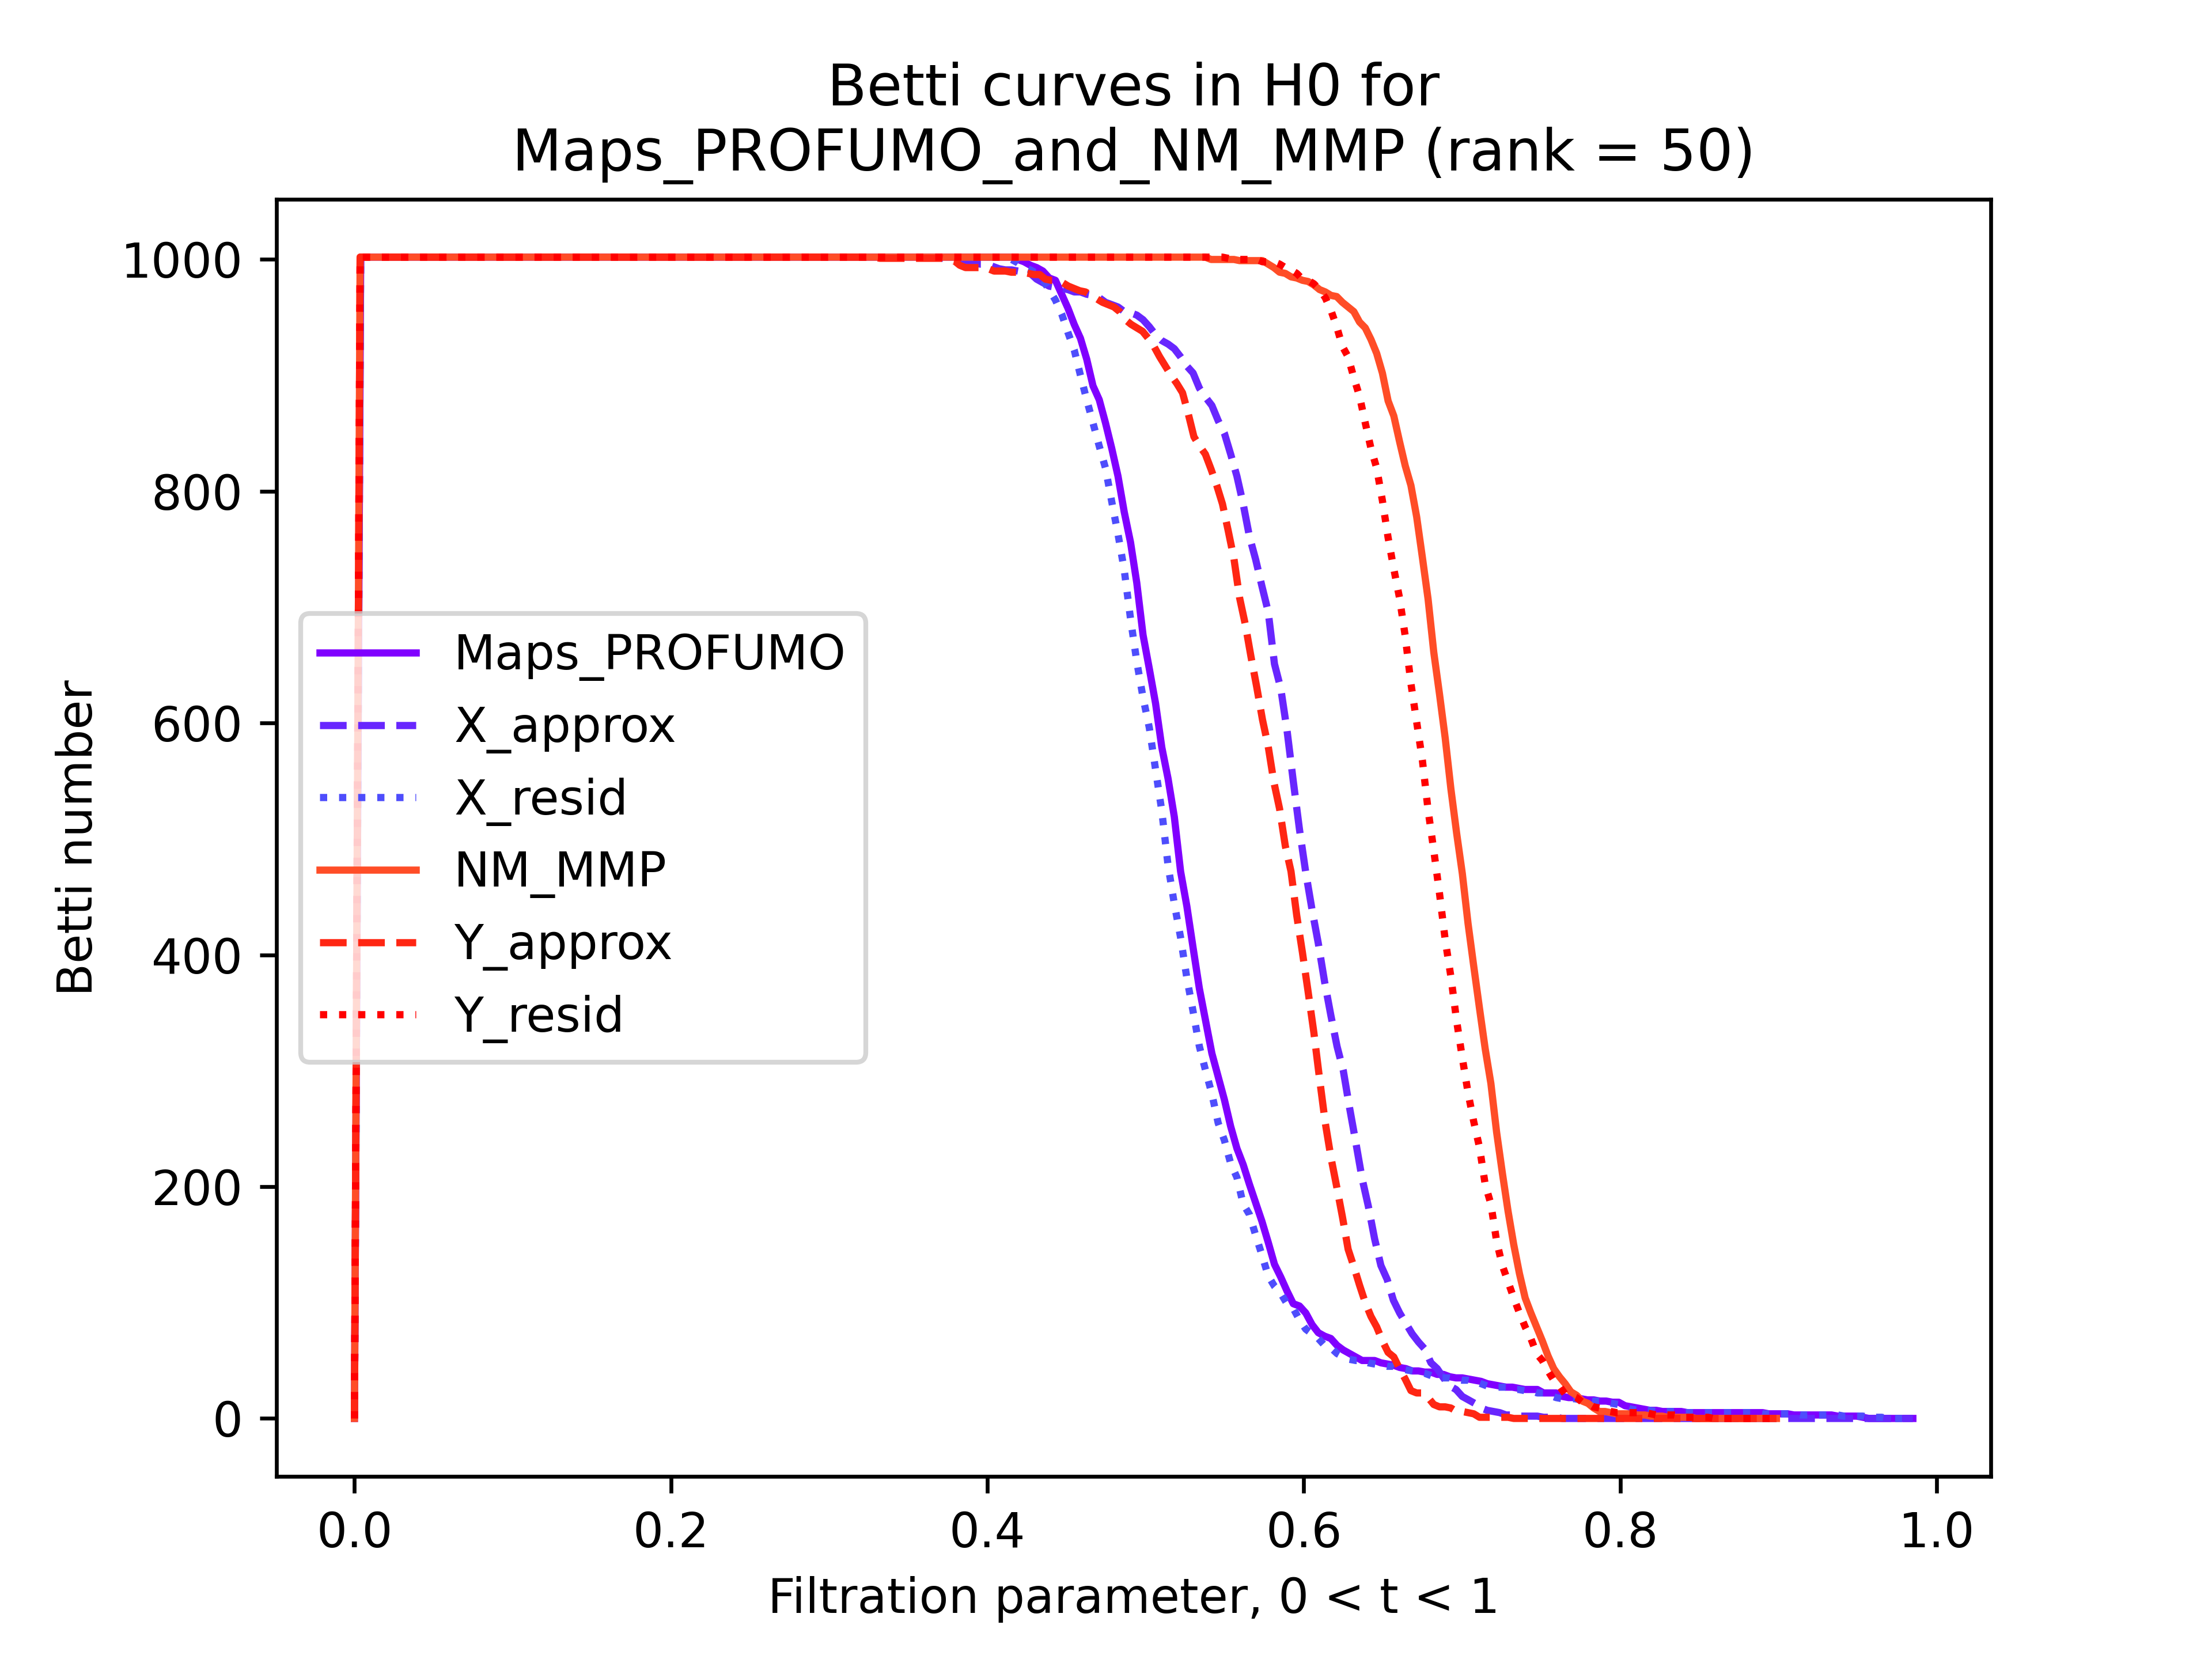 Betti curves in H0 for
Maps_PROFUMO_and_NM_MMP (rank = 50)
Betti number
1000
800
600
400
200
0
Maps_PROFUMO
X_approx
X_resid
NM_MMP
Y_approx
Y_resid
0.0 0.2 0.4 0.6 0.8 1.0
Filtration parameter, 0 < t < 1